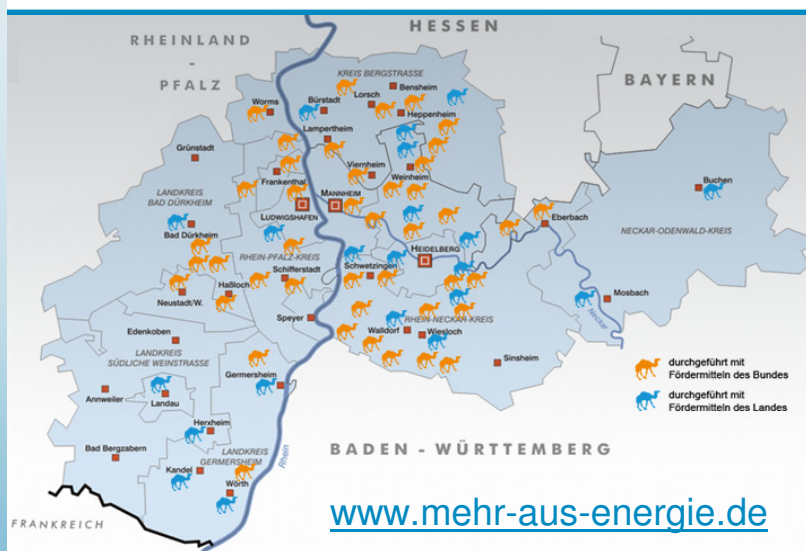 HESSEN
RHEINLAND
-
PFALZ
BAYERN
KREIS BERGSTRASSE
Bensheim
Lorsch
Worms
Bürstadt
Heppenheim
Lampertheim
Grünstadt
Viernheim
Weinheim
Frankenthal
MANNHEIM
LUDWIGSHAFEN
Buchen
LANDKREIS
BAD DÜRKHEIM
Bad Dürkheim
Eberbach
NECKAR-ODENWALD-KREIS
HEIDELBERG
RHEIN-PFALZ-KREIS
Schifferstadt
Schwetzingen
Haßloch
Neustadt/W.
Mosbach
Neckar
Speyer
RHEIN-NECKAR-KREIS
Walldorf
Wiesloch
Edenkoben
Sinsheim
LANDKREIS
SÜDLICHE WEINSTRASSE
Germersheim
Annweiler
Landau
durchgeführt mit
Fördermitteln des Bundes
durchgeführt mit
Fördermitteln des Landes
Herxheim
Bad Bergzabern
LANDKREIS
GERMERSHEIM
Kandel
Wörth
Rhein
BADEN - WÜRTTEMBERG
FRANKREICH
www.mehr-aus-energie.de